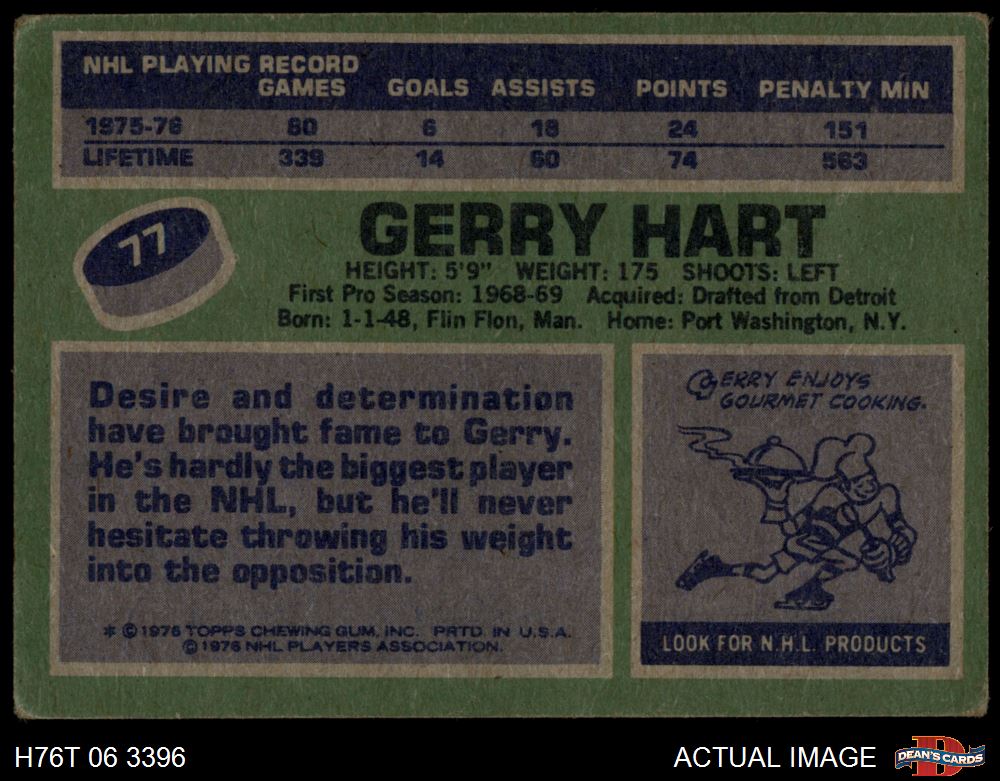 NHL PLAYING RECORD
GAMES GOALS ASSISTS POINTS PENALTY MIN
1975-76 80 6 18 24 151
LIFETIME 339 14 60 74 563
77
GERRY HART
HEIGHT: 5'9" WEIGHT: 175 SHOOTS: LEFT
First Pro Season: 1968-69 Acquired: Drafted from Detroit
Born: 1-1-48, Flin Flon, Man. Home: Port Washington, N.Y.
Desire and determination
have brought fame to Gerry.
He's hardly the biggest player
in the NHL, but he'll never
hesitate throwing his weight
into the opposition.
* © 1976 TOPPS CHEWING GUM, INC. PRTD. IN U.S.A.
© 1976 NHL PLAYERS ASSOCIATION.
GERRY ENJOYS
GOURMET COOKING.
LOOK FOR N.H.L. PRODUCTS
H76T 06 3396
ACTUAL IMAGE
D
DEAN'S CARDS